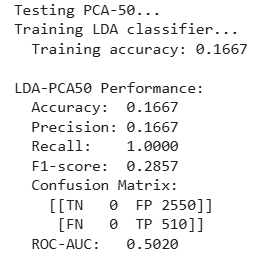 Testing PCA-50...
Training LDA classifier...
Training accuracy: 0.1667
LDA-PCA50 Performance:
Accuracy: 0.1667
Precision: 0.1667
Recall: 1.0000
F1-score: 0.2857
Confusion Matrix:
[[TN 0 FP 2550]]
[FN 0 TP 510]]
ROC-AUC: 0.5020